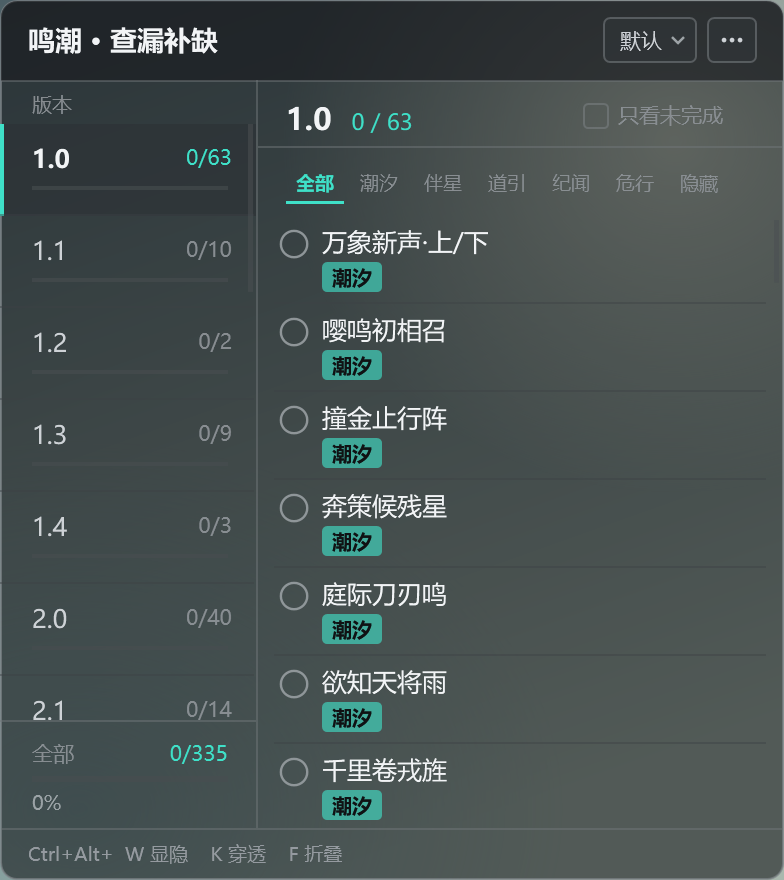 鸣潮 • 查漏补缺
默认
版本
1.0 0/63
1.1 0/10
1.2 0/2
1.3 0/9
1.4 0/3
2.0 0/40
2.1 0/14
全部 0/335
0%
1.0 0 / 63 只看未完成
全部 潮汐 伴星 道引 纪闻 危行 隐藏
万象新声·上/下
潮汐
嘤鸣初相召
潮汐
撞金止行阵
潮汐
奔策候残星
潮汐
庭际刀刃鸣
潮汐
欲知天将雨
潮汐
千里卷戎旌
潮汐
Ctrl+Alt+ W 显隐 K 穿透 F 折叠